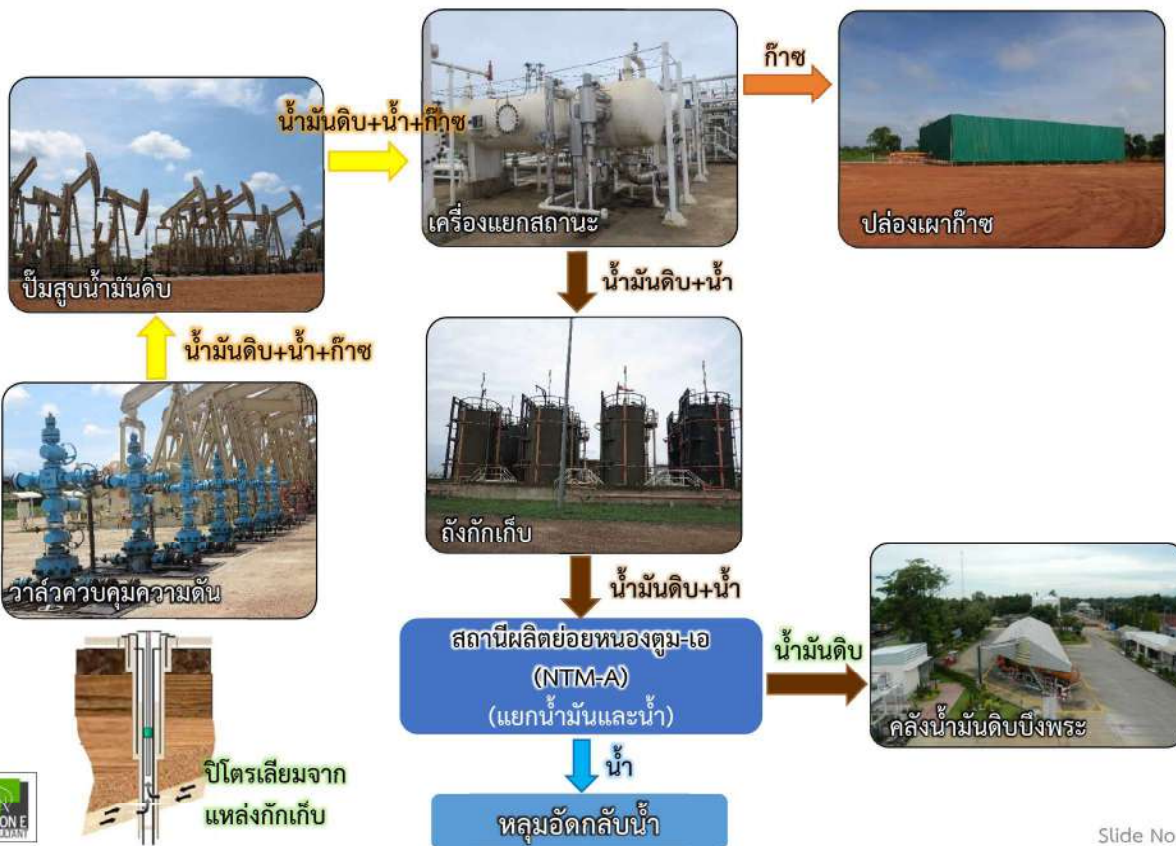 ก๊าซ
น้ำมันดิบ+น้ำ+ก๊าซ
เครื่องแยกสถานะ
ปล่องเผาก๊าซ
ปั๊มสูบน้ำมันดิบ
น้ำมันดิบ+น้ำ
น้ำมันดิบ+น้ำ+ก๊าซ
ถังกักเก็บ
วาล์วควบคุมความดัน
น้ำมันดิบ+น้ำ
สถานีผลิตย่อยหนองตูม-เอ
(NTM-A)
(แยกน้ำมันและน้ำ)
น้ำมันดิบ
คลังน้ำมันดิบบึงพระ
น้ำ
ปิโตรเลียมจาก
แหล่งกักเก็บ
หลุมอัดกลับน้ำ
Slide No